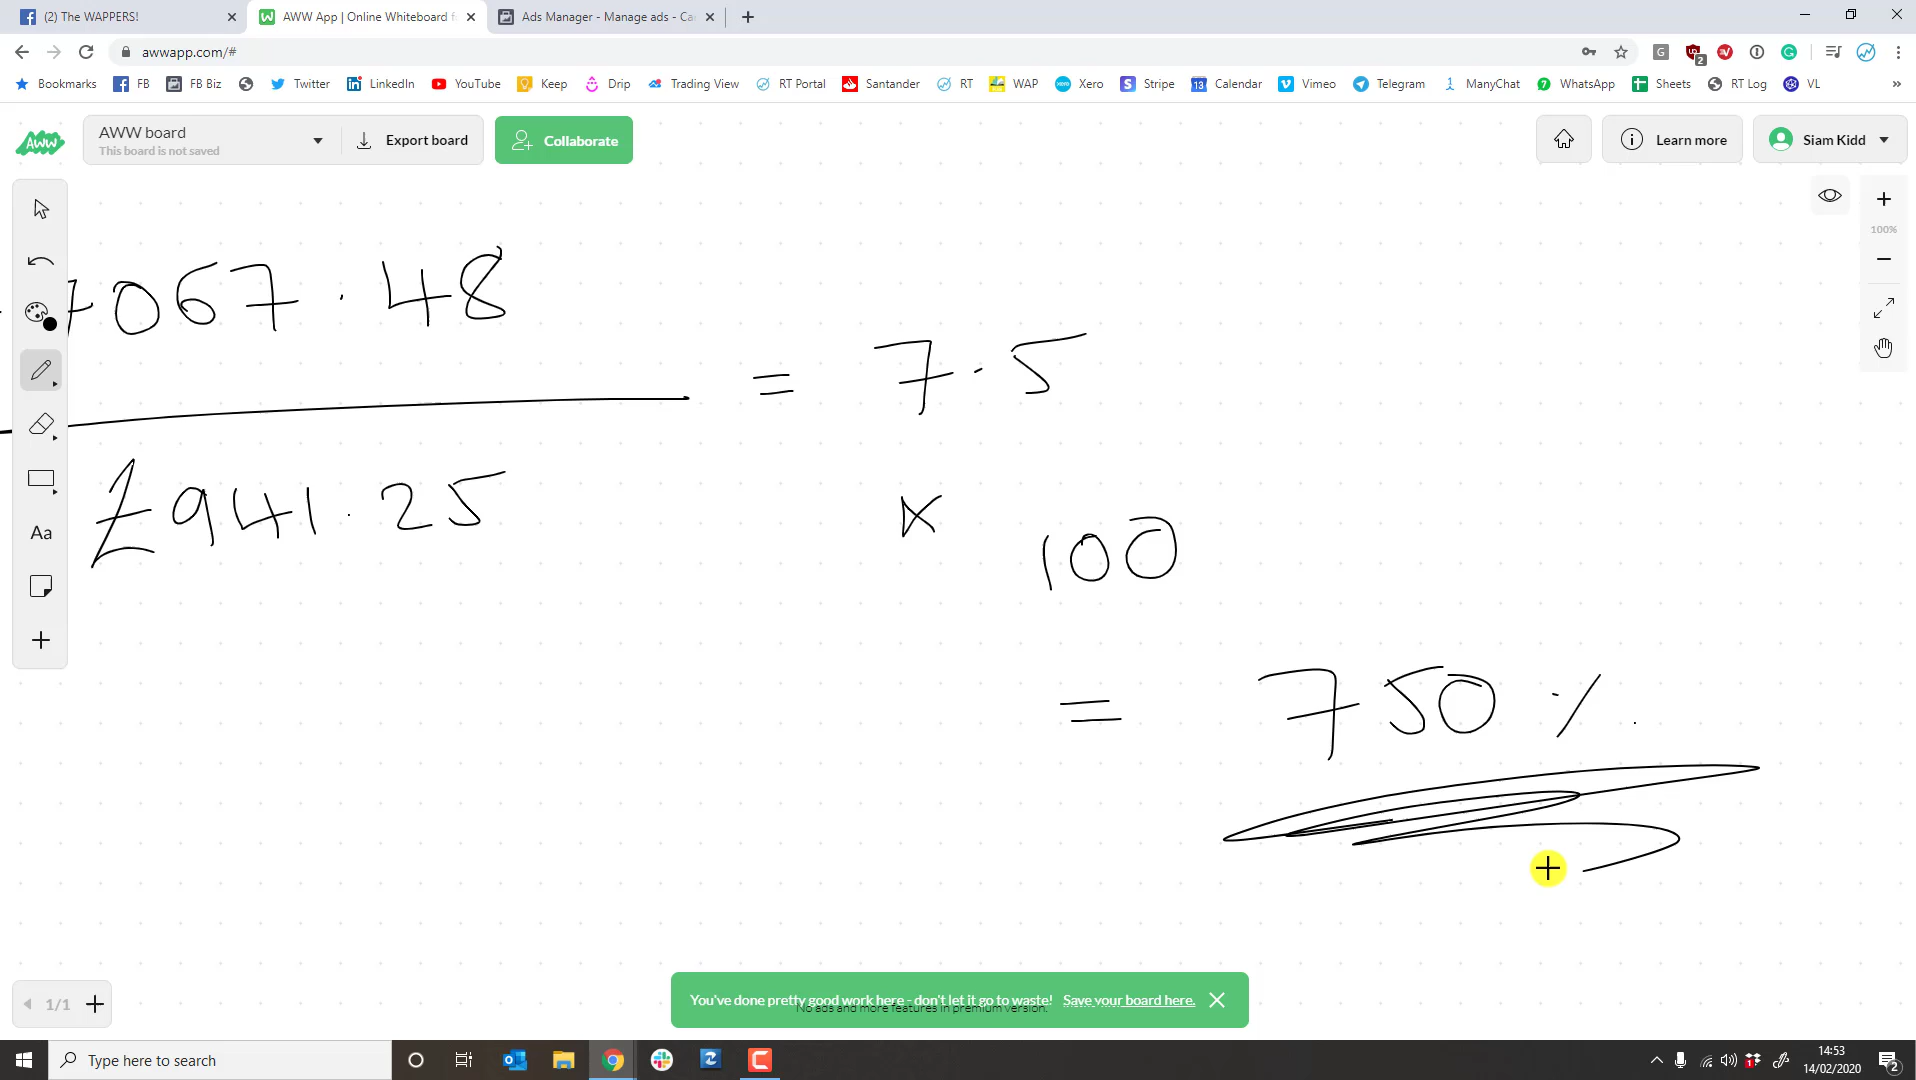 (2) The WAPPERS!
AWW App | Online Whiteboard f
Ads Manager - Manage ads - Ca
awwapp.com/#
2
Bookmarks FB FB Biz Twitter LinkedIn YouTube Keep Drip Trading View RT Portal Santander RT WAP Xero Stripe Calendar Vimeo Telegram ManyChat WhatsApp Sheets RT Log VL »
AWW
AWW board
This board is not saved
Export board
Collaborate
Learn more
Siam Kidd
100%
Aa
7067.48
= 7.5
£941.25
x 100
= 750%
1/1
You've done pretty good work here - don't let it go to waste! Save your board here.
No ads and more features in premium version.
Type here to search
14:53
14/02/2020
2